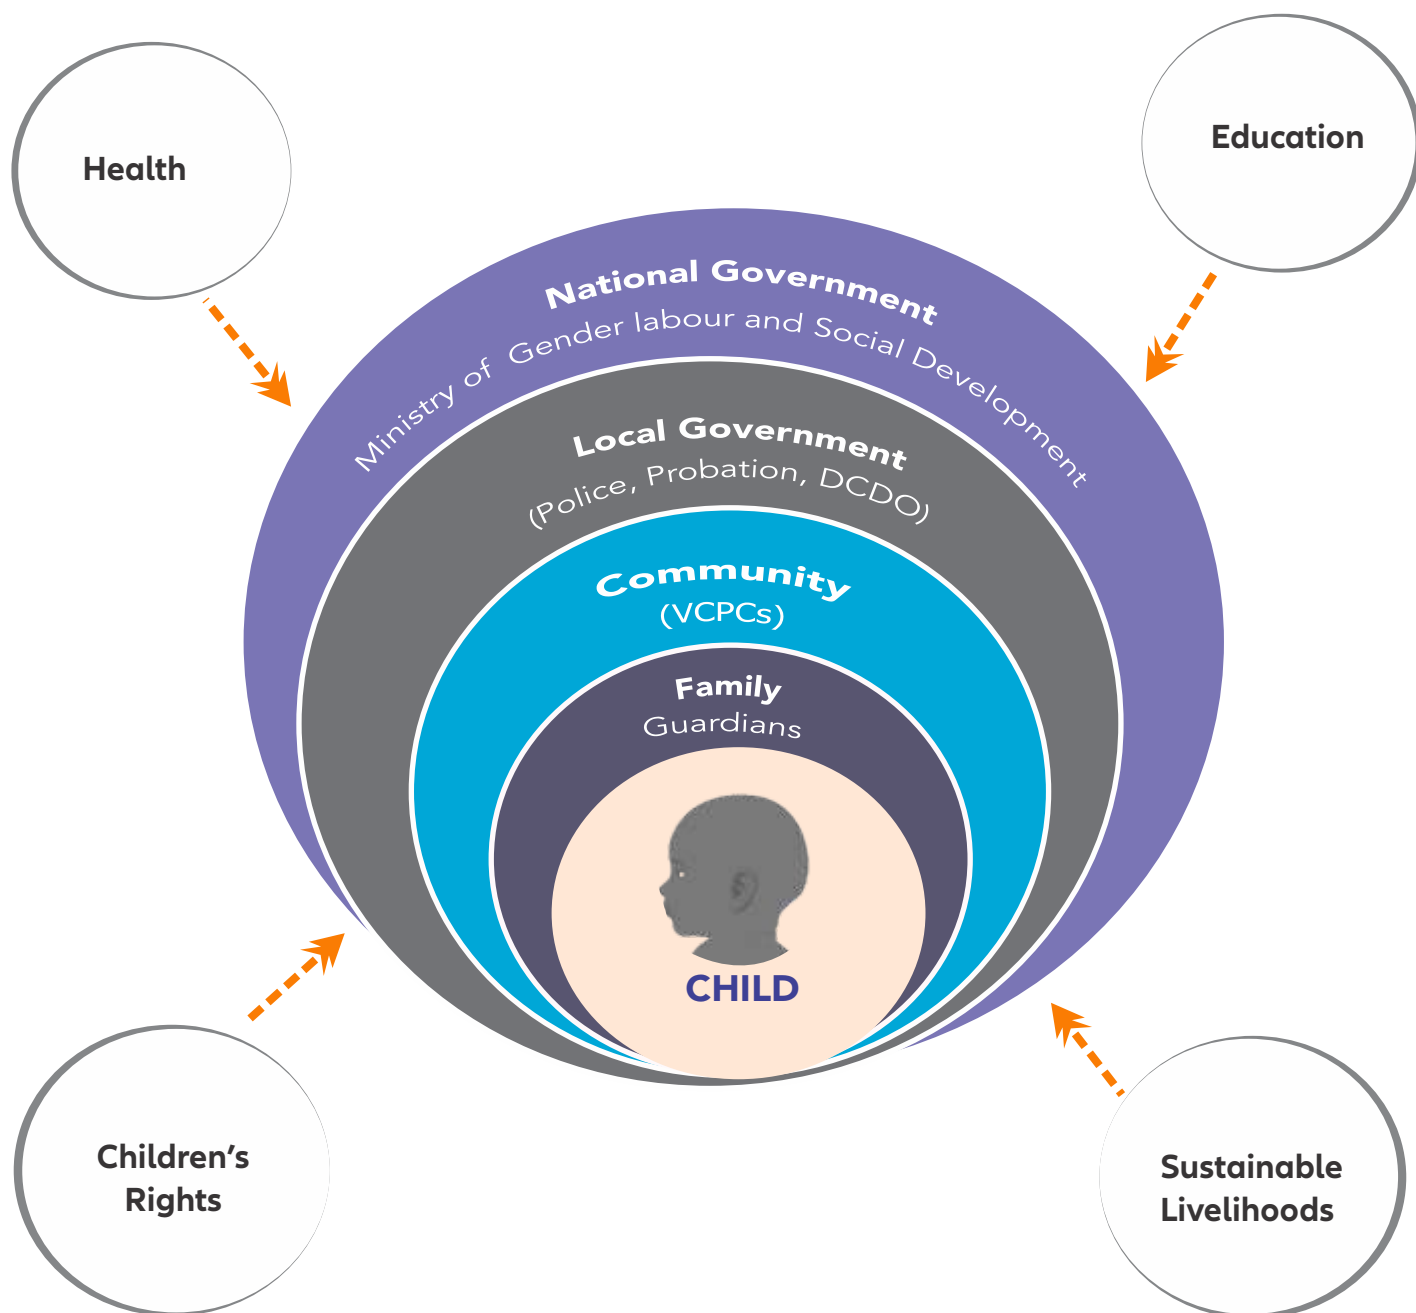 Health
Education
National Government
Ministry of Gender labour and Social Development
Local Government
(Police, Probation, DCDO)
Community
(VCPCs)
Family
Guardians
CHILD
Children’s
Rights
Sustainable
Livelihoods